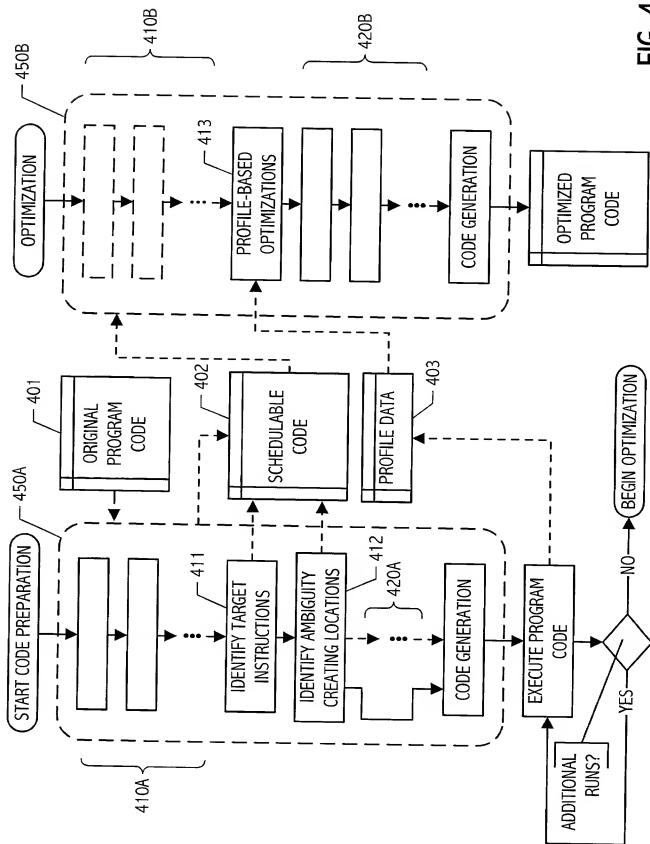 START CODE PREPARATION
450A
410A
411
IDENTIFY TARGET
INSTRUCTIONS
IDENTIFY AMBIGUITY
CREATING LOCATIONS
412
420A
CODE GENERATION
EXECUTE PROGRAM
CODE
ADDITIONAL
RUNS?
YES
NO
BEGIN OPTIMIZATION
401
ORIGINAL
PROGRAM
CODE
402
SCHEDULABLE
CODE
PROFILE DATA
403
OPTIMIZATION
450B
410B
413
PROFILE-BASED
OPTIMIZATIONS
420B
CODE GENERATION
OPTIMIZED
PROGRAM
CODE